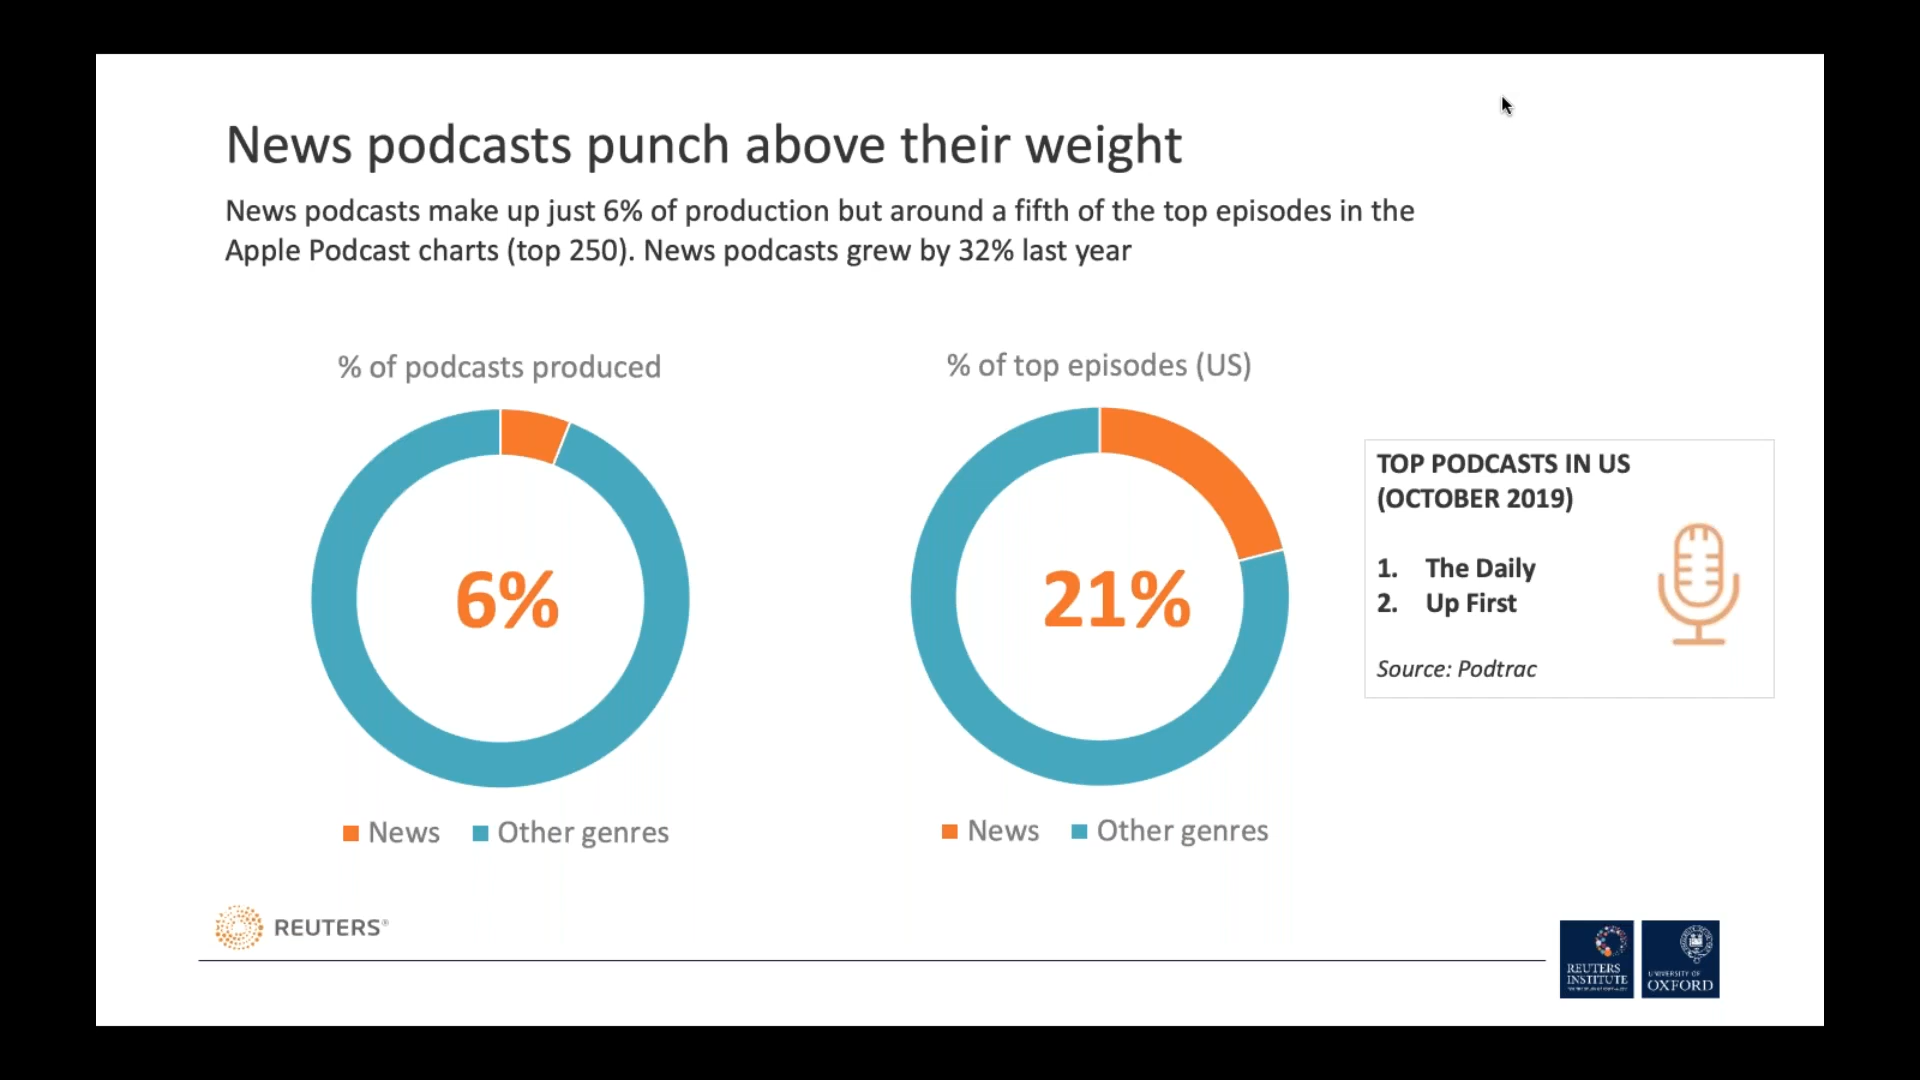 News podcasts punch above their weight
News podcasts make up just 6% of production but around a fifth of the top episodes in the
Apple Podcast charts (top 250). News podcasts grew by 32% last year
% of podcasts produced
6%
News Other genres
% of top episodes (US)
21%
News Other genres
TOP PODCASTS IN US
(OCTOBER 2019)
1. The Daily
2. Up First
Source: Podtrac
REUTERS®
REUTERS
INSTITUTE
UNIVERSITY OF
OXFORD